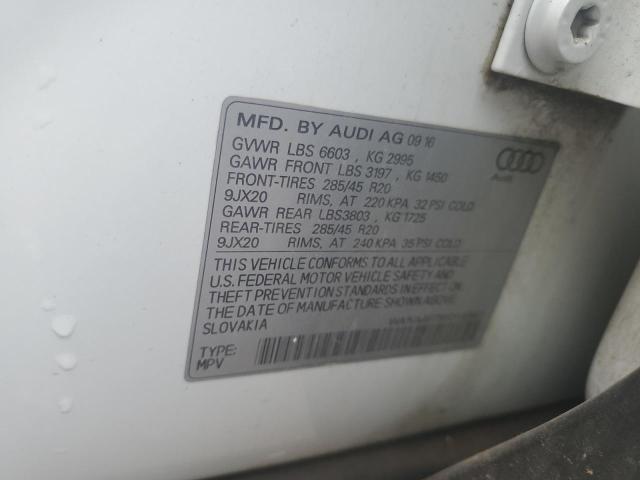 MFD. BY AUDI AG 09 16
GVWR LBS 6603 , KG 2995
GAWR FRONT LBS 3197 , KG 1450
FRONT-TIRES 285/45 R20
9JX20 RIMS, AT 220 KPA 32 PSI COLD
GAWR REAR LBS3803 , KG 1725
REAR-TIRES 285/45 R20
9JX20 RIMS, AT 240 KPA 35 PSI COLD
Audi
THIS VEHICLE CONFORMS TO ALL APPLICABLE
U.S. FEDERAL MOTOR VEHICLE SAFETY AND
THEFT PREVENTION STANDARDS IN EFFECT ON
THE DATE OF MANUFACTURE SHOWN ABOVE
SLOVAKIA
TYPE:
MPV